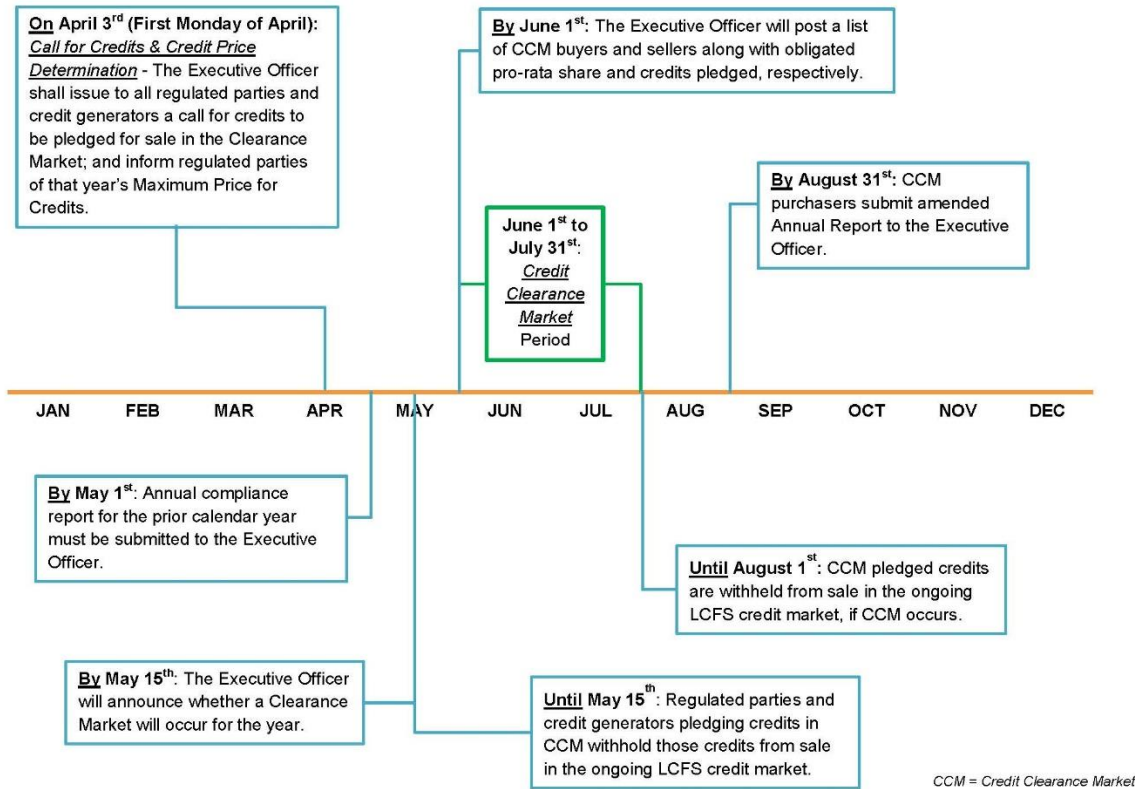 On April 3rd (First Monday of April):
Call for Credits & Credit Price
Determination - The Executive Officer
shall issue to all regulated parties and
credit generators a call for credits to
be pledged for sale in the Clearance
Market; and inform regulated parties
of that year's Maximum Price for
Credits.
By June 1st: The Executive Officer will post a list
of CCM buyers and sellers along with obligated
pro-rata share and credits pledged, respectively.
June 1st to
July 31st:
Credit
Clearance
Market
Period
By August 31st: CCM
purchasers submit amended
Annual Report to the Executive
Officer.
JAN FEB MAR APR MAY JUN JUL AUG SEP OCT NOV DEC
By May 1st: Annual compliance
report for the prior calendar year
must be submitted to the Executive
Officer.
Until August 1st: CCM pledged credits
are withheld from sale in the ongoing
LCFS credit market, if CCM occurs.
By May 15th: The Executive Officer
will announce whether a Clearance
Market will occur for the year.
Until May 15th: Regulated parties and
credit generators pledging credits in
CCM withhold those credits from sale
in the ongoing LCFS credit market.
CCM = Credit Clearance Market